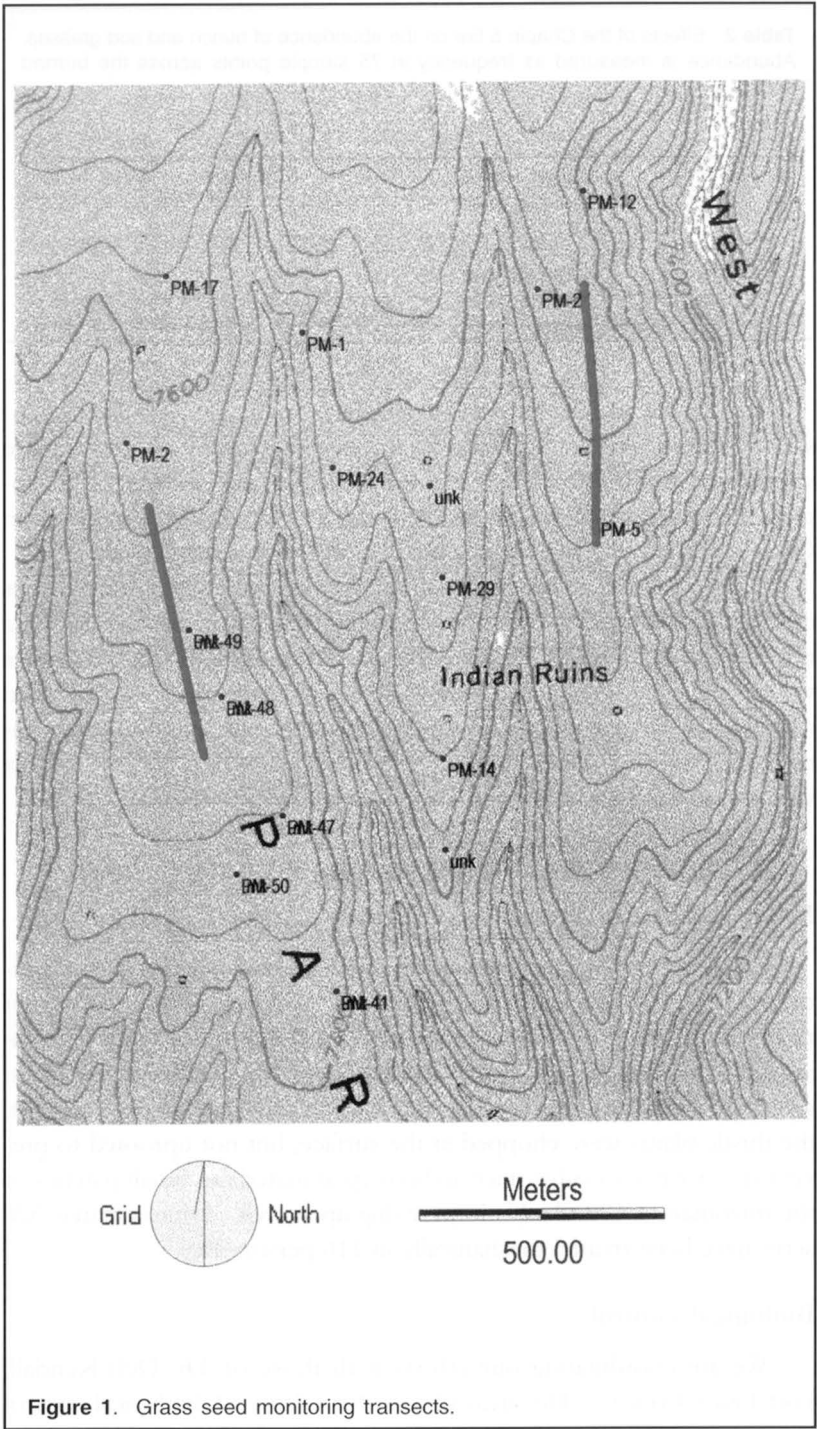 PM-12
West
7400
PM-17
PM-2
PM-1
7600
PM-2
PM-24
unk
PM-5
PM-29
PM-49
Indian Ruins
PM-48
PM-14
PM-47
P
unk
PM-50
A
PM-41
R
Grid North
Meters
500.00
Figure 1. Grass seed monitoring transects.